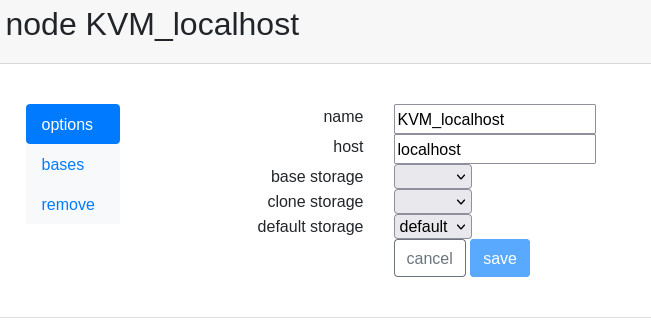 node KVM_localhost
options
bases
remove
name KVM_localhost
host localhost
base storage
clone storage
default storage default
cancel save